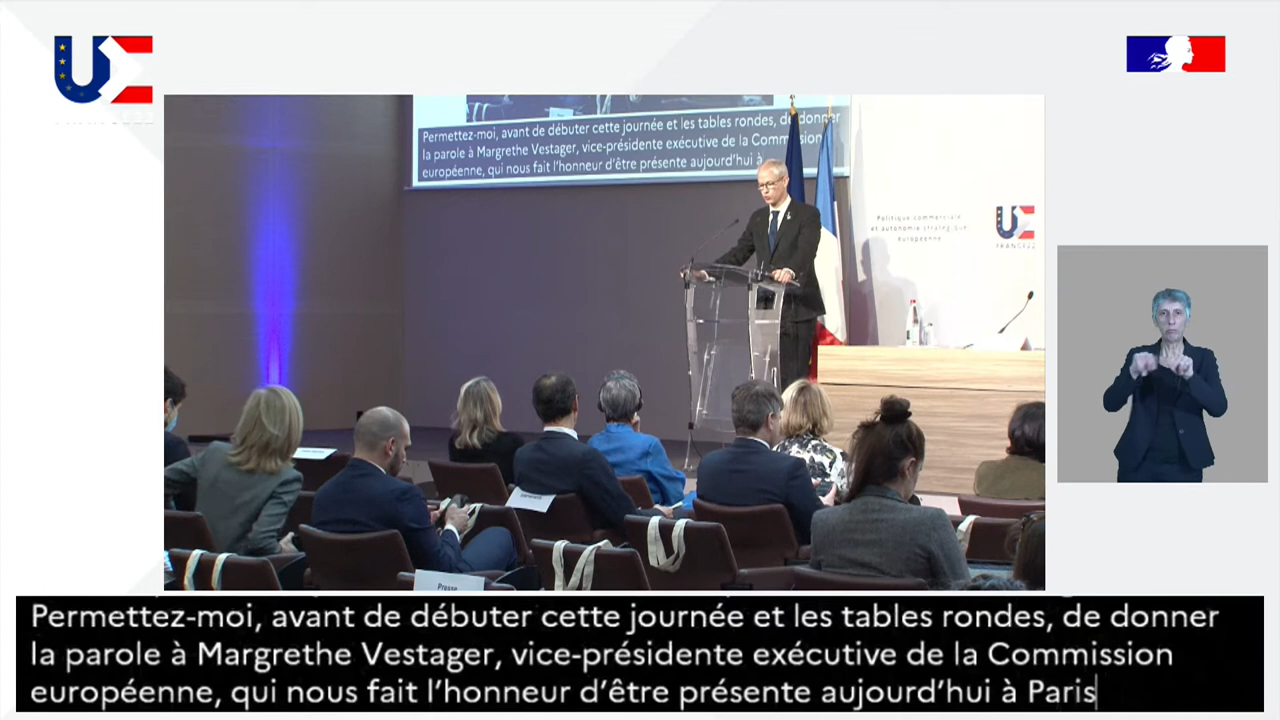 UE
Permettez-moi, avant de débuter cette journée et les tables rondes, de donner
la parole à Margrethe Vestager, vice-présidente exécutive de la Commission
européenne, qui nous fait l'honneur d'être présente aujourd'hui à
Politique commerciale
et autonomie stratégique
européenne
UE
FRANCE22
Presse
Permettez-moi, avant de débuter cette journée et les tables rondes, de donner
la parole à Margrethe Vestager, vice-présidente exécutive de la Commission
européenne, qui nous fait l'honneur d'être présente aujourd'hui à Paris